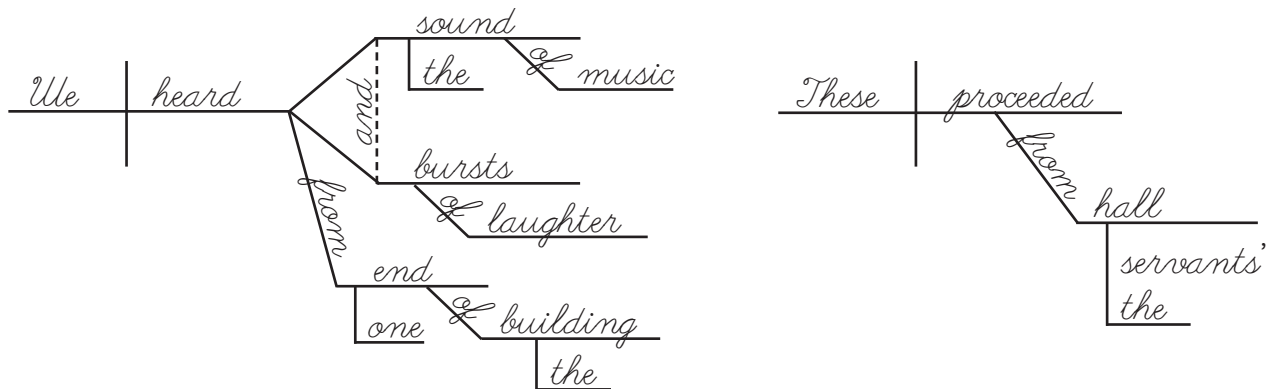 We heard
sound
the
of music
and
bursts
of laughter
from
end
one
of building
the
These proceeded
from
hall
servants'
the